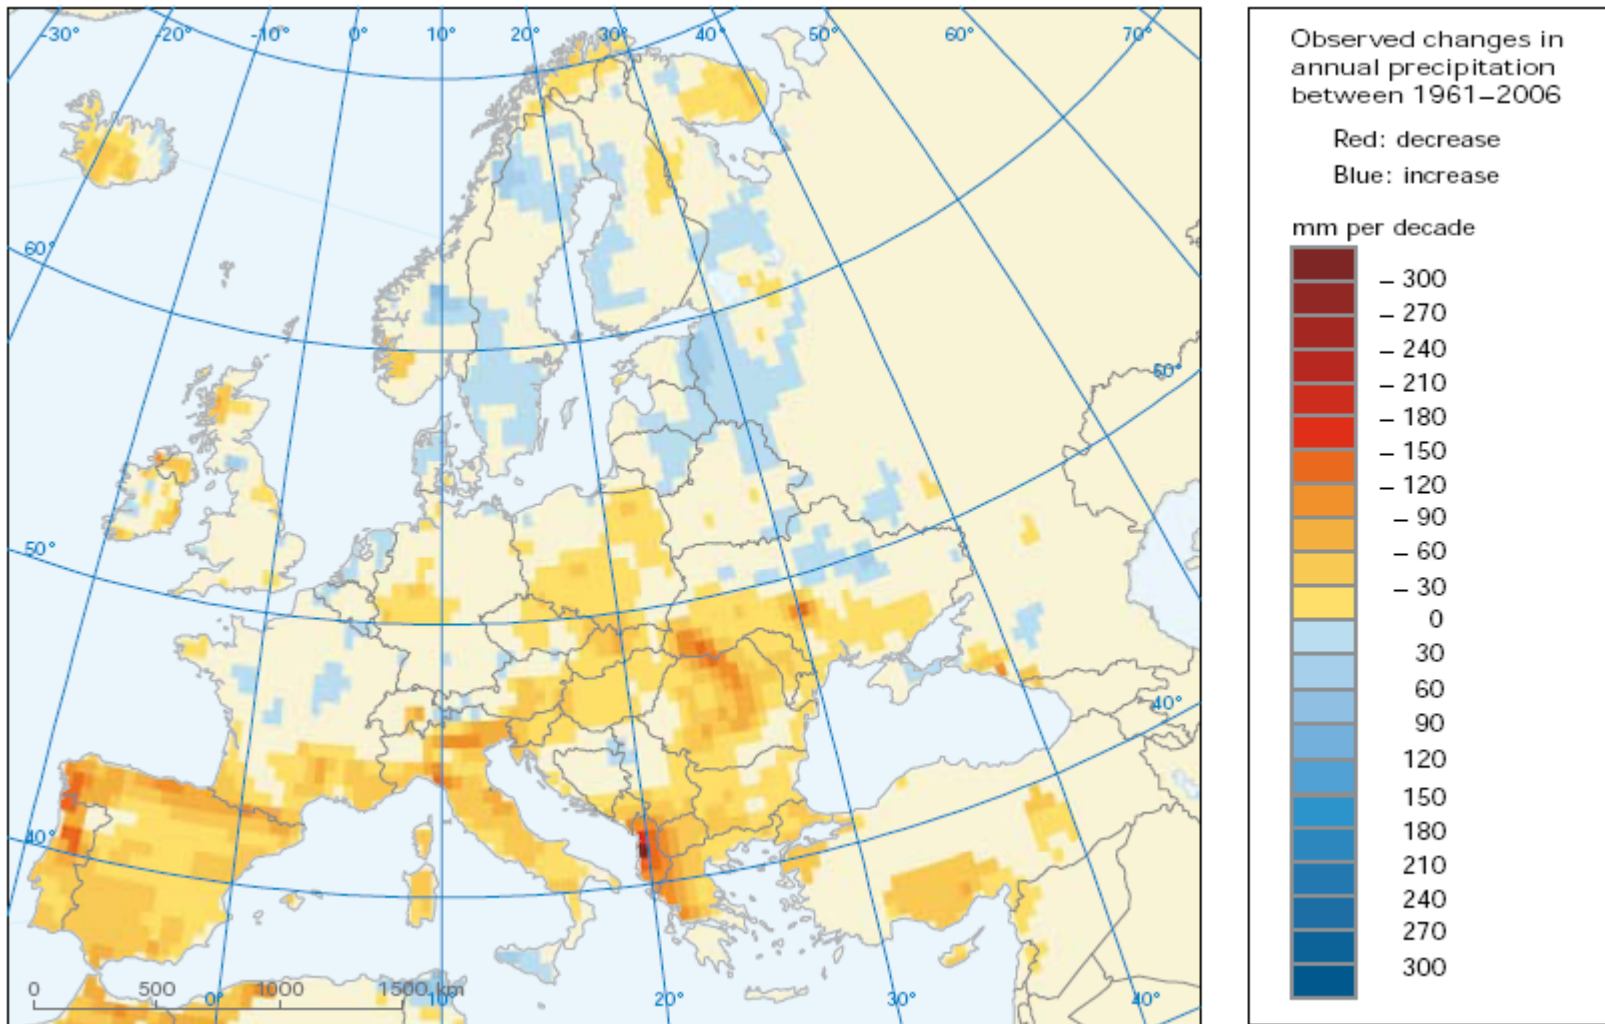 -30° -20° -10° 0° 10° 20° 30° 40° 50° 60° 70°
60°
50°
50°
40°
40°
0 500 1000 1500 km
0° 10° 20° 30° 40°
Observed changes in
annual precipitation
between 1961–2006
Red: decrease
Blue: increase
mm per decade
– 300
– 270
– 240
– 210
– 180
– 150
– 120
– 90
– 60
– 30
0
30
60
90
120
150
180
210
240
270
300